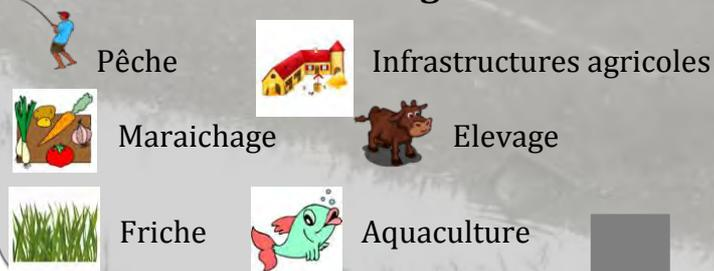 Pêche Infrastructures agricoles
Maraichage Elevage
Friche Aquaculture